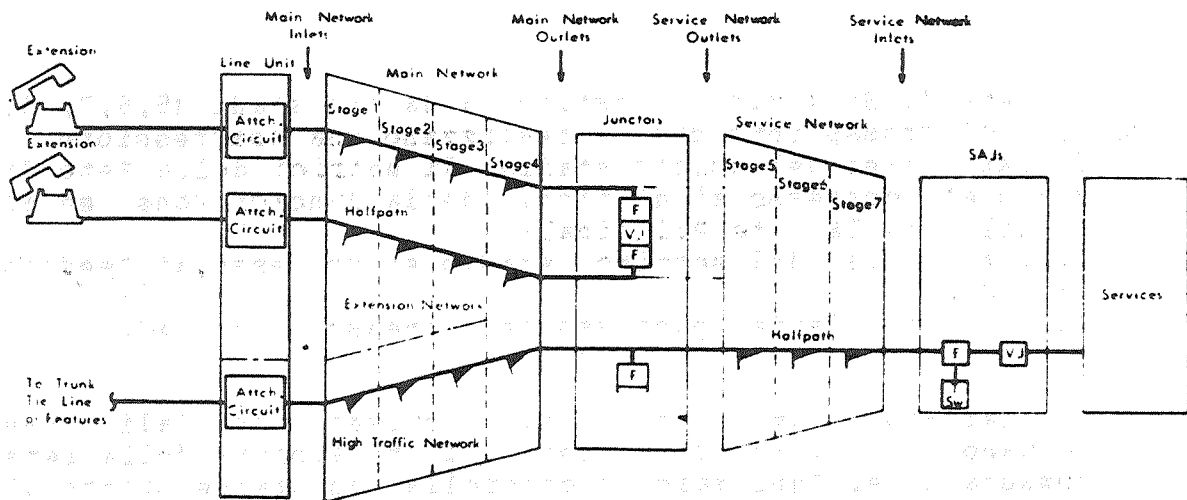 Main Network
Inlets
Main Network
Outlets
Service Network
Outlets
Service Network
Inlets
Extension
Line Unit
Main Network
Attch.
Circuit
Stage 1
Stage2
Stage3
Stage4
Junctors
Service Network
Stage5
Stage6
Stage7
SAJs
Extension
Attch.
Circuit
Halfpath
F
VJ
F
Services
Extension Network
Halfpath
F
F
VJ
Sw
To Trunk
Tie Line
or Features
Attch.
Circuit
High Traffic Network